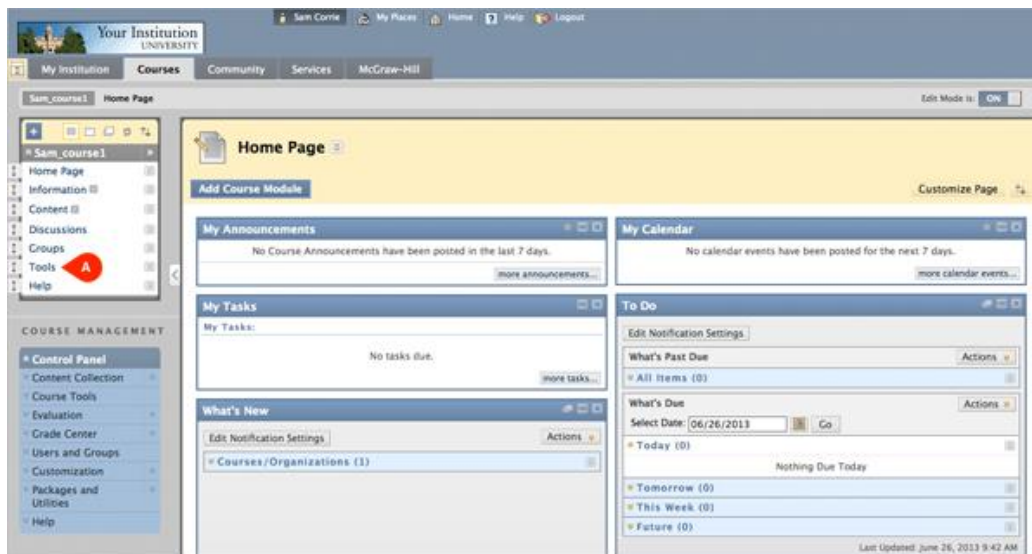 Sam Corrie My Places Home Help Logout
Your Institution
UNIVERSITY
My Institution Courses Community Services McGraw-Hill
Sam_course1 Home Page Edit Mode is: ON
Sam_course1
Home Page
Information
Content
Discussions
Groups
Tools A
Help
COURSE MANAGEMENT
Control Panel
Content Collection
Course Tools
Evaluation
Grade Center
Users and Groups
Customization
Packages and
Utilities
Help
Home Page
Add Course Module Customize Page
My Announcements
No Course Announcements have been posted in the last 7 days.
more announcements...
My Tasks
My Tasks:
No tasks due.
more tasks...
What's New
Edit Notification Settings Actions
Courses/Organizations (1)
My Calendar
No calendar events have been posted for the next 7 days.
more calendar events...
To Do
Edit Notification Settings
What's Past Due Actions
All Items (0)
What's Due Actions
Select Date: 06/26/2013 Go
Today (0)
Nothing Due Today
Tomorrow (0)
This Week (0)
Future (0)
Last Updated: June 26, 2013 9:42 AM